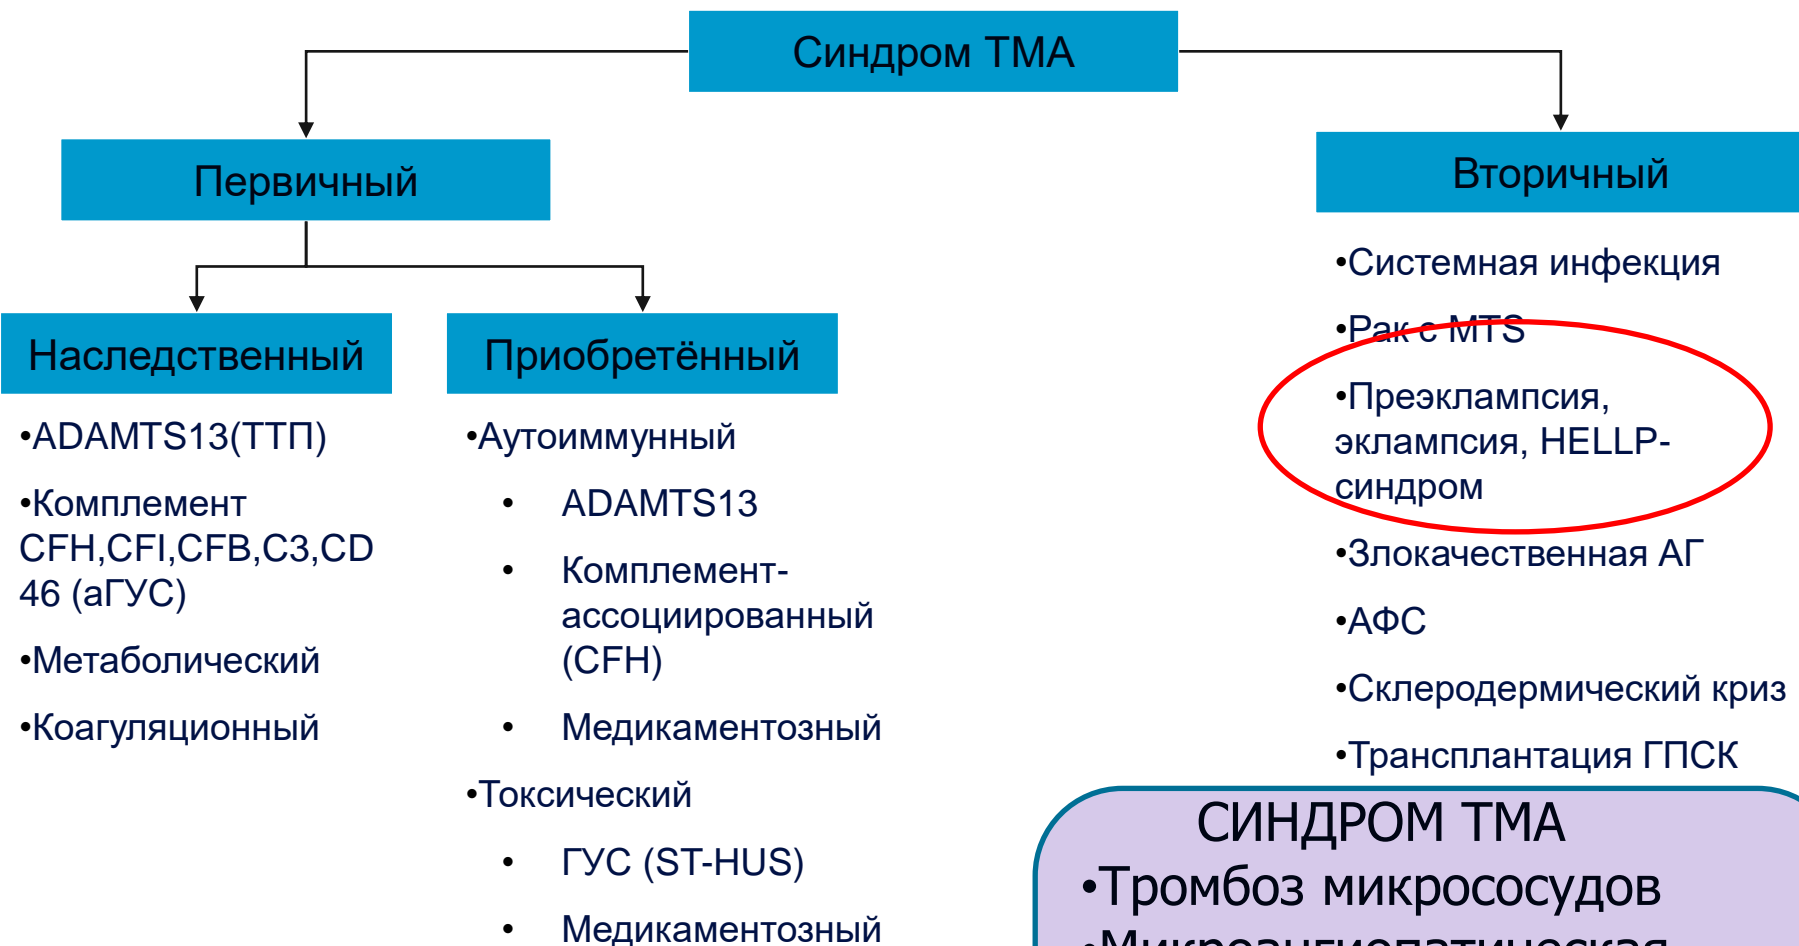 Синдром ТМА
Первичный
Вторичный
Наследственный
•ADAMTS13(ТТП)
•Комплемент
CFH,CFI,CFB,C3,CD
46 (аГУС)
•Метаболический
•Коагуляционный
Приобретённый
•Аутоиммунный
• ADAMTS13
• Комплемент-
ассоциированный
(CFH)
• Медикаментозный
•Токсический
• ГУС (ST-HUS)
• Медикаментозный
•Системная инфекция
•Рак с MTS
•Преэклампсия,
эклампсия, HELLP-
синдром
•Злокачественная АГ
•АФС
•Склеродермический криз
•Трансплантация ГПСК
СИНДРОМ ТМА
•Тромбоз микрососудов
•Микроангиопатическая